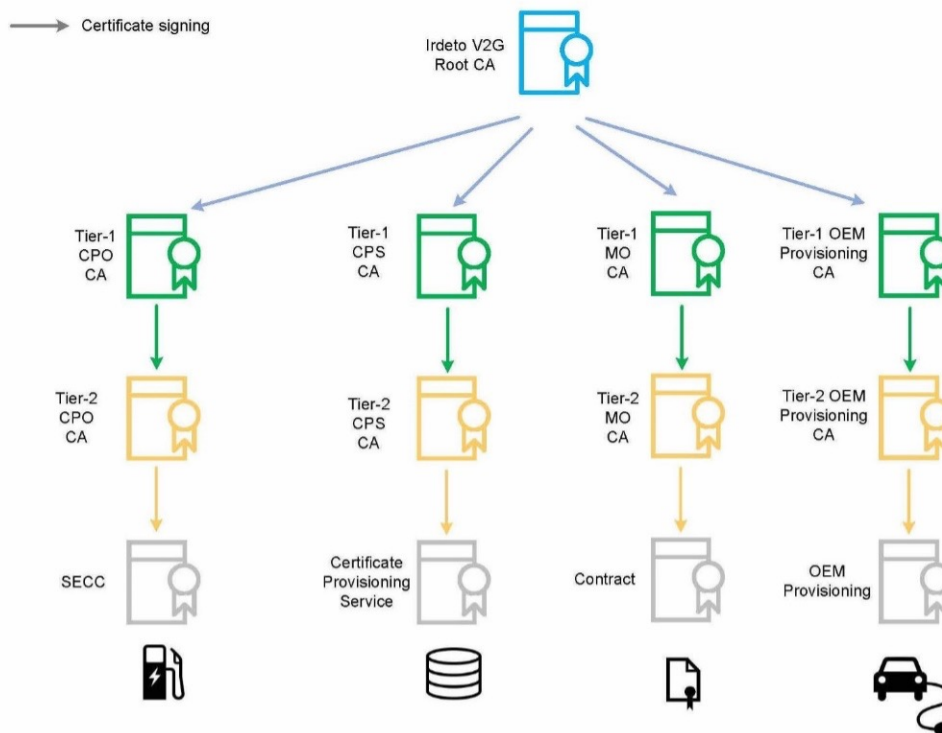 Certificate signing
Irdeto V2G
Root CA
Tier-1
CPO
CA
Tier-1
CPS
CA
Tier-1
MO
CA
Tier-1 OEM
Provisioning
CA
Tier-2
CPO
CA
Tier-2
CPS
CA
Tier-2
MO
CA
Tier-2 OEM
Provisioning
CA
SECC
Certificate
Provisioning
Service
Contract
OEM
Provisioning